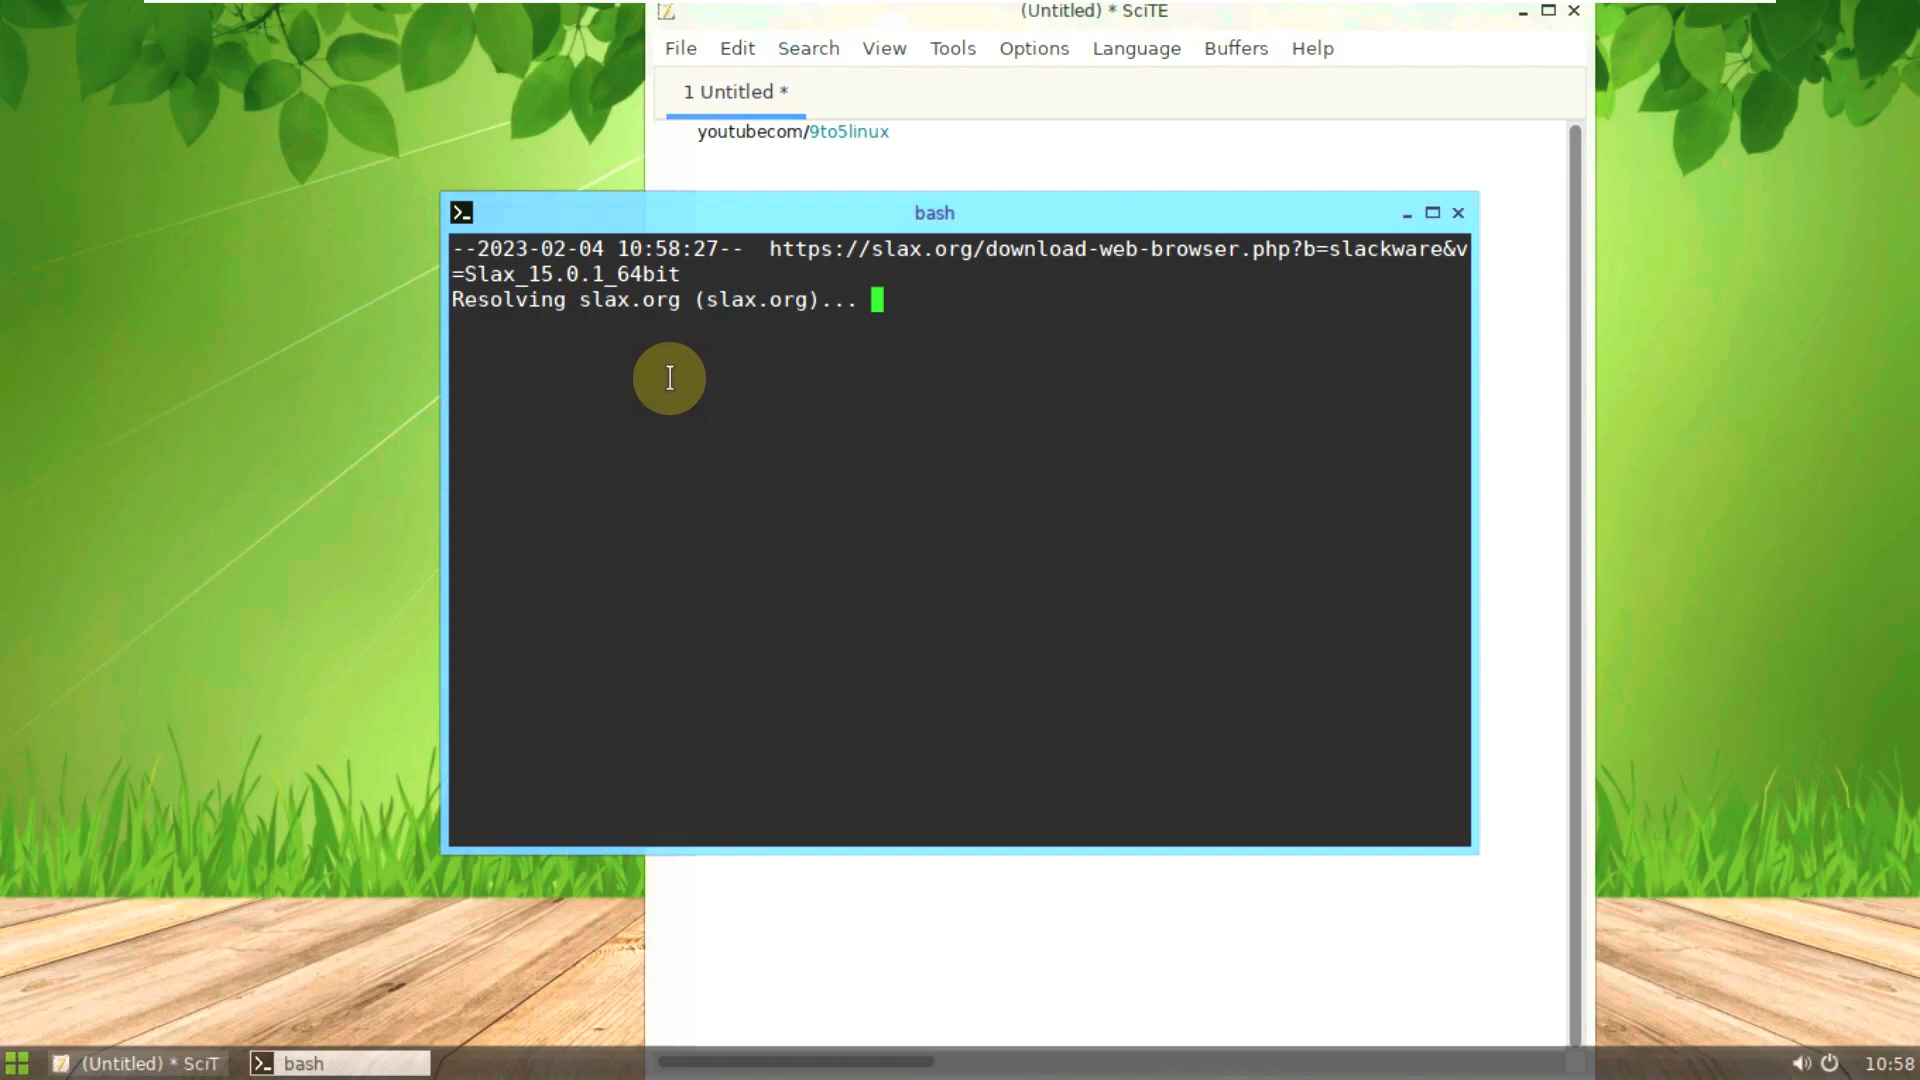 (Untitled) * SciTE
File Edit Search View Tools Options Language Buffers Help
1 Untitled *
youtubecom/9to5linux
bash
--2023-02-04 10:58:27-- https://slax.org/download-web-browser.php?b=slackware&v
=Slax_15.0.1_64bit
Resolving slax.org (slax.org)...
(Untitled) * SciT bash 10:58